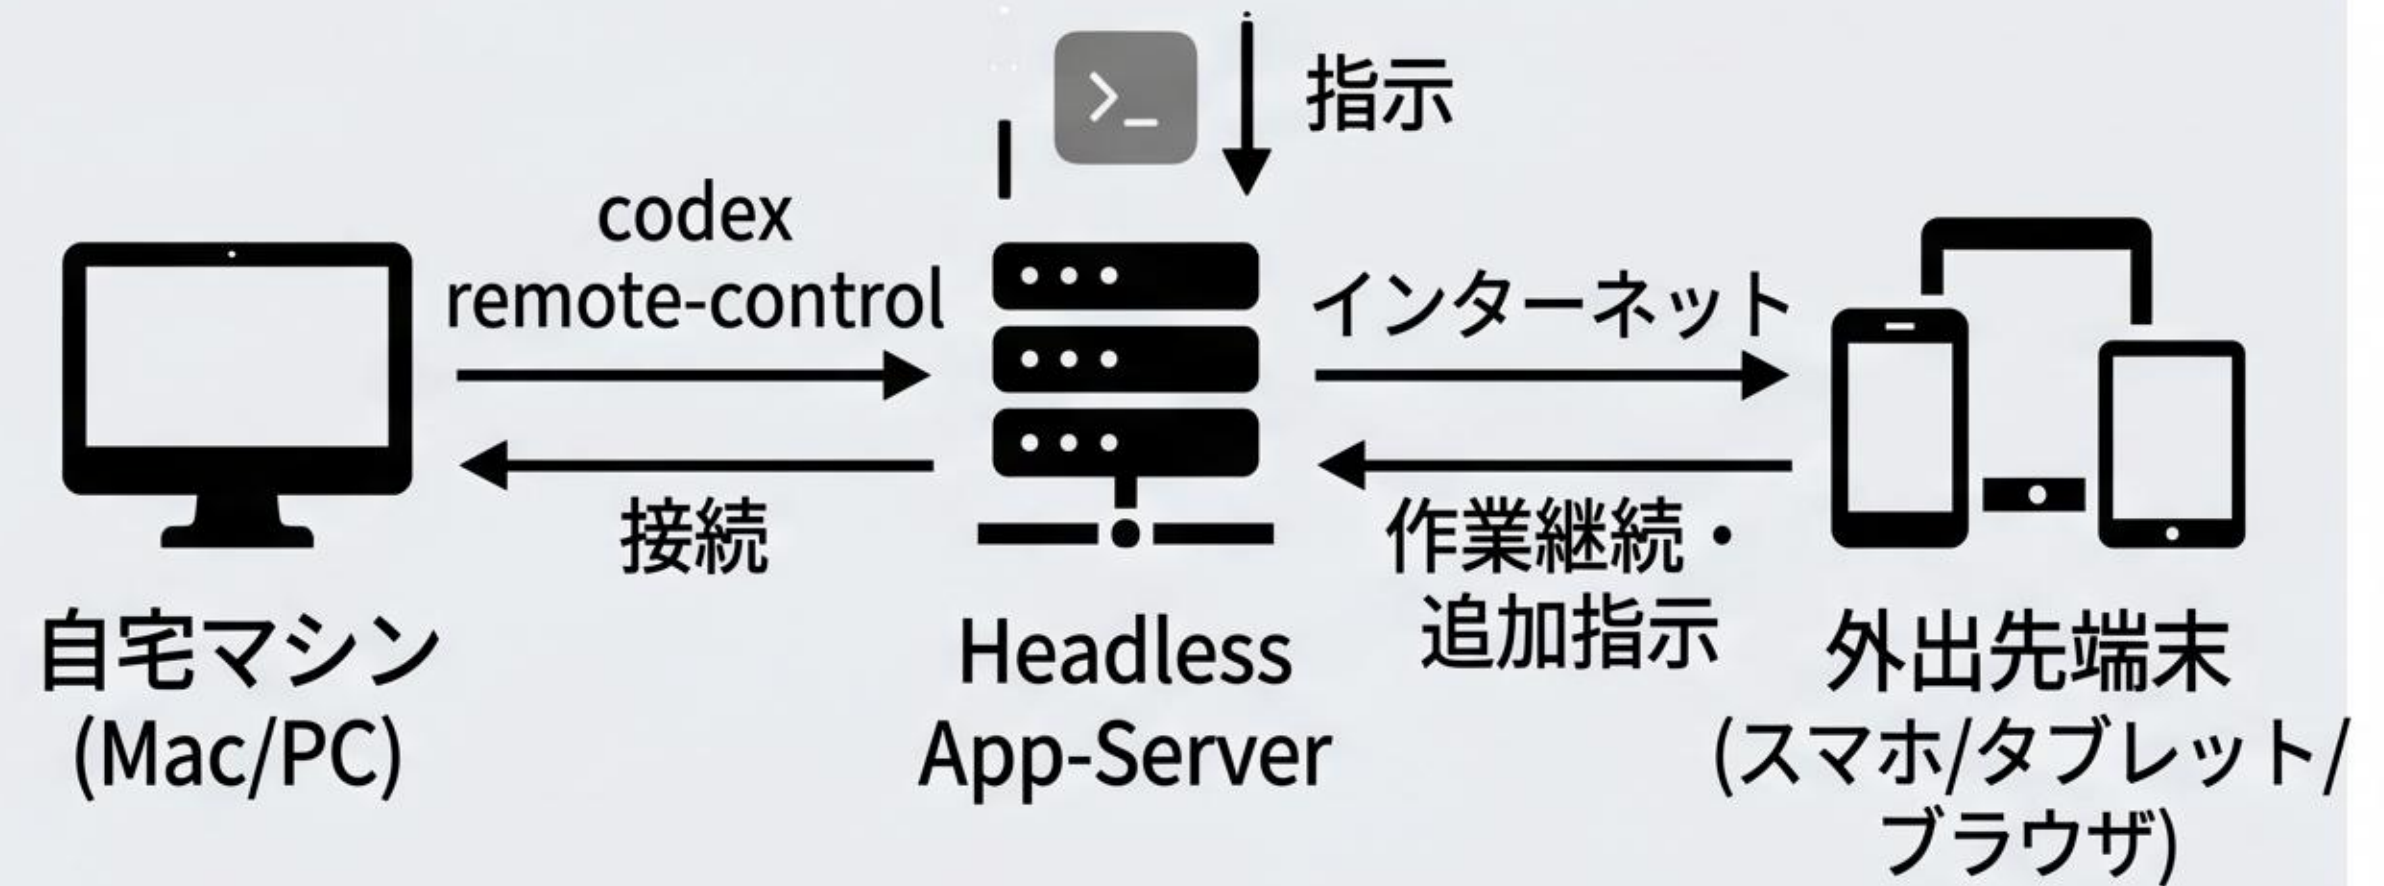 >_
指示
codex
remote-control
接続
インターネット
作業継続・
追加指示
自宅マシン
(Mac/PC)
Headless
App-Server
外出先端末
(スマホ/タブレット/
ブラウザ)